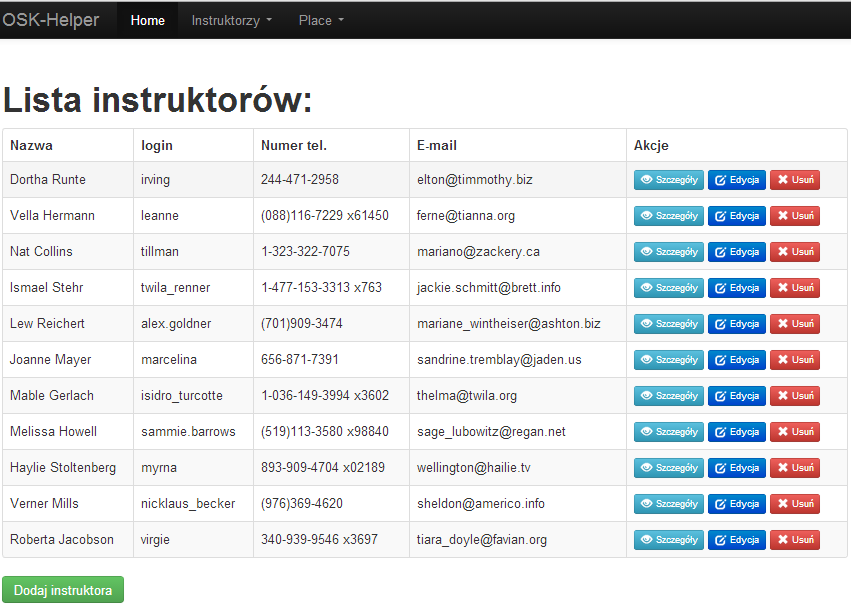 OSK-Helper Home Instruktorzy Place
Lista instruktorów:
Nazwa login Numer tel. E-mail Akcje
Dortha Runte irving 244-471-2958 elton@timmothy.biz Szczegóły Edycja Usuń
Vella Hermann leanne (088)116-7229 x61450 ferne@tianna.org Szczegóły Edycja Usuń
Nat Collins tillman 1-323-322-7075 mariano@zackery.ca Szczegóły Edycja Usuń
Ismael Stehr twila_renner 1-477-153-3313 x763 jackie.schmitt@brett.info Szczegóły Edycja Usuń
Lew Reichert alex.goldner (701)909-3474 mariane_wintheiser@ashton.biz Szczegóły Edycja Usuń
Joanne Mayer marcelina 656-871-7391 sandrine.tremblay@jaden.us Szczegóły Edycja Usuń
Mable Gerlach isidro_turcotte 1-036-149-3994 x3602 thelma@twila.org Szczegóły Edycja Usuń
Melissa Howell sammie.barrows (519)113-3580 x98840 sage_lubowitz@regan.net Szczegóły Edycja Usuń
Haylie Stoltenberg myrna 893-909-4704 x02189 wellington@hailie.tv Szczegóły Edycja Usuń
Verner Mills nicklaus_becker (976)369-4620 sheldon@americo.info Szczegóły Edycja Usuń
Roberta Jacobson virgie 340-939-9546 x3697 tiara_doyle@favian.org Szczegóły Edycja Usuń
Dodaj instruktora